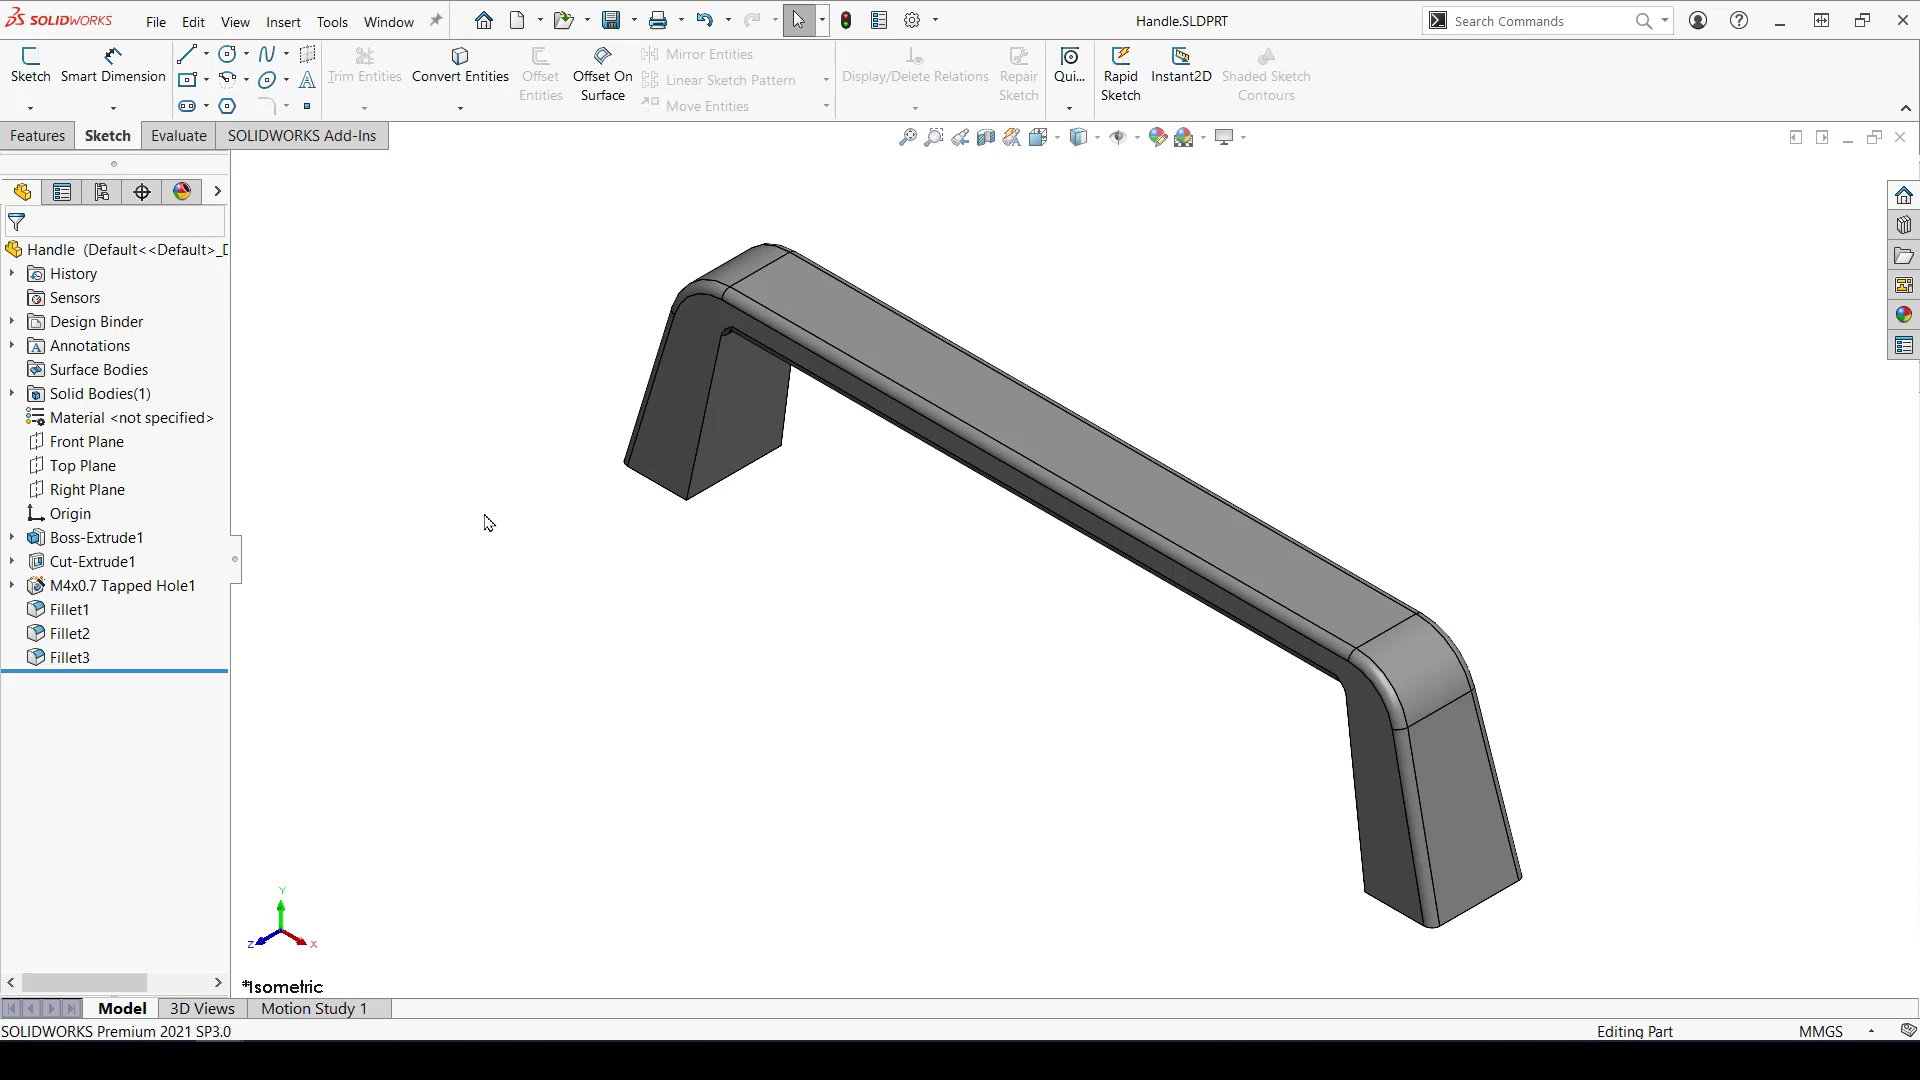 SOLIDWORKS File Edit View Insert Tools Window Handle.SLDPRT Search Commands
Sketch Smart Dimension Trim Entities Convert Entities Offset Entities Offset On Surface Mirror Entities Linear Sketch Pattern Move Entities Display/Delete Relations Repair Sketch Qui... Rapid Sketch Instant2D Shaded Sketch Contours
Features Sketch Evaluate SOLIDWORKS Add-Ins
Handle (Default<<Default>_D
History
Sensors
Design Binder
Annotations
Surface Bodies
Solid Bodies(1)
Material <not specified>
Front Plane
Top Plane
Right Plane
Origin
Boss-Extrude1
Cut-Extrude1
M4x0.7 Tapped Hole1
Fillet1
Fillet2
Fillet3
Y
Z X
*Isometric
Model 3D Views Motion Study 1
SOLIDWORKS Premium 2021 SP3.0 Editing Part MMGS